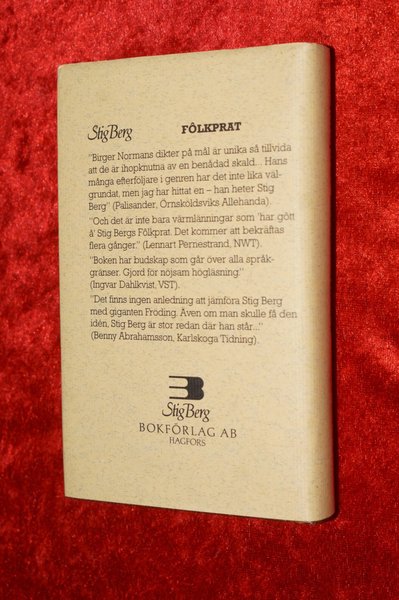 Stig Berg FÔLKPRAT
"Birger Normans dikter på mål är unika så tillvida
att de är ihopknutna av en benådad skald... Hans
många efterföljare i genren har det inte lika väl-
grundat, men jag har hittat en – han heter Stig
Berg" (Palisander, Örnsköldsviks Allehanda).
"Och det är inte bara värmlänningar som 'har gött
å' Stig Bergs Fôlkprat. Det kommer att bekräftas
flera gånger." (Lennart Pernestrand, NWT).
"Boken har budskap som går över alla språk-
gränser. Gjord för nöjsam högläsning."
(Ingvar Dahlkvist, VST).
"Det finns ingen anledning att jämföra Stig Berg
med giganten Fröding. Även om man skulle få den
idén, Stig Berg är stor redan där han står..."
(Benny Abrahamsson, Karlskoga Tidning).
Stig Berg
BOKFÖRLAG AB
HAGFORS